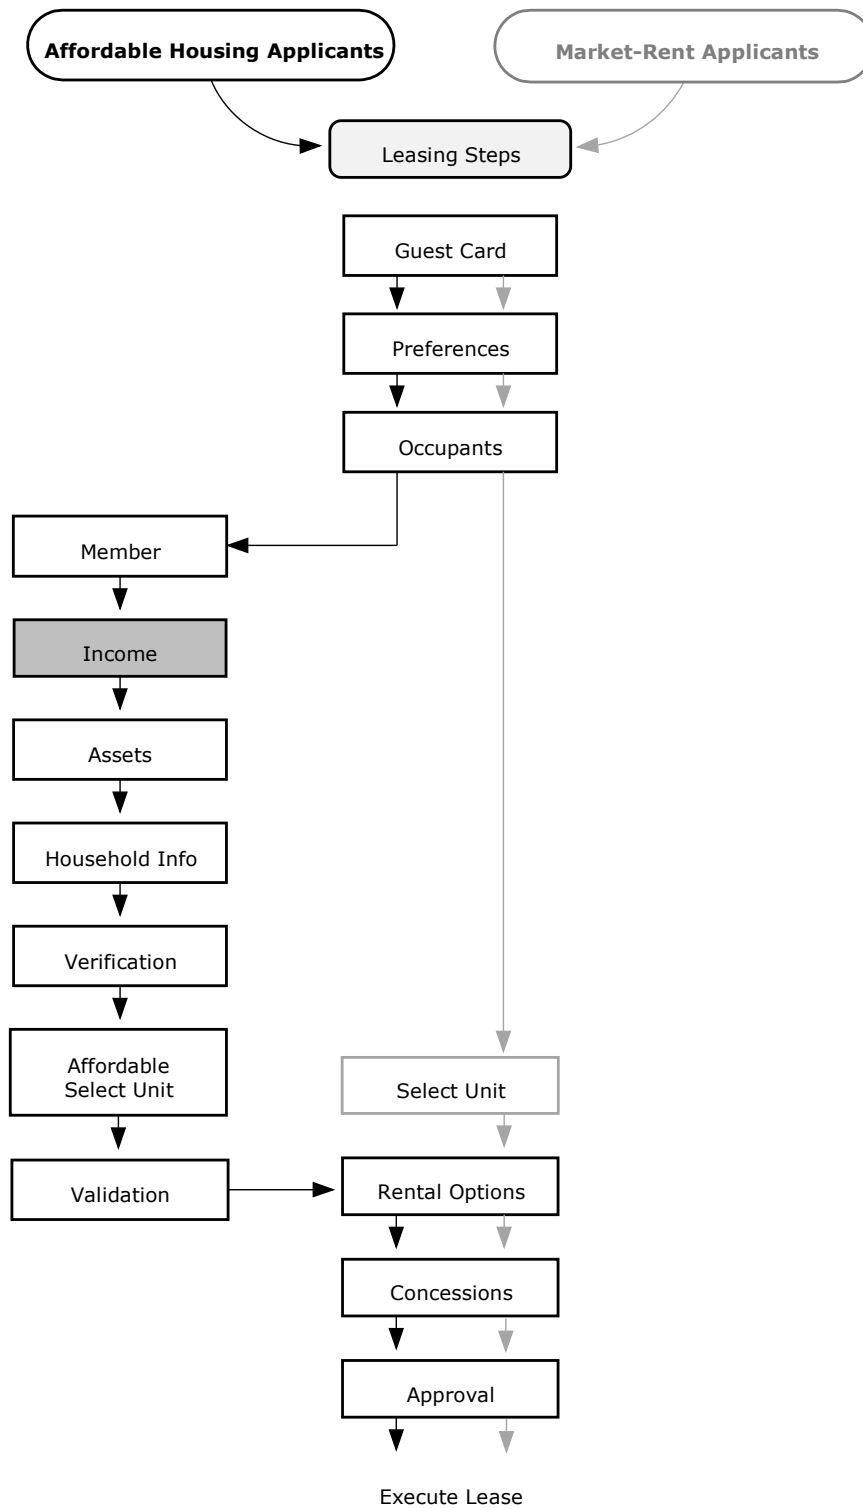 Affordable Housing Applicants
Market-Rent Applicants
Leasing Steps
Guest Card
Preferences
Occupants
Member
Income
Assets
Household Info
Verification
Affordable
Select Unit
Select Unit
Validation
Rental Options
Concessions
Approval
Execute Lease